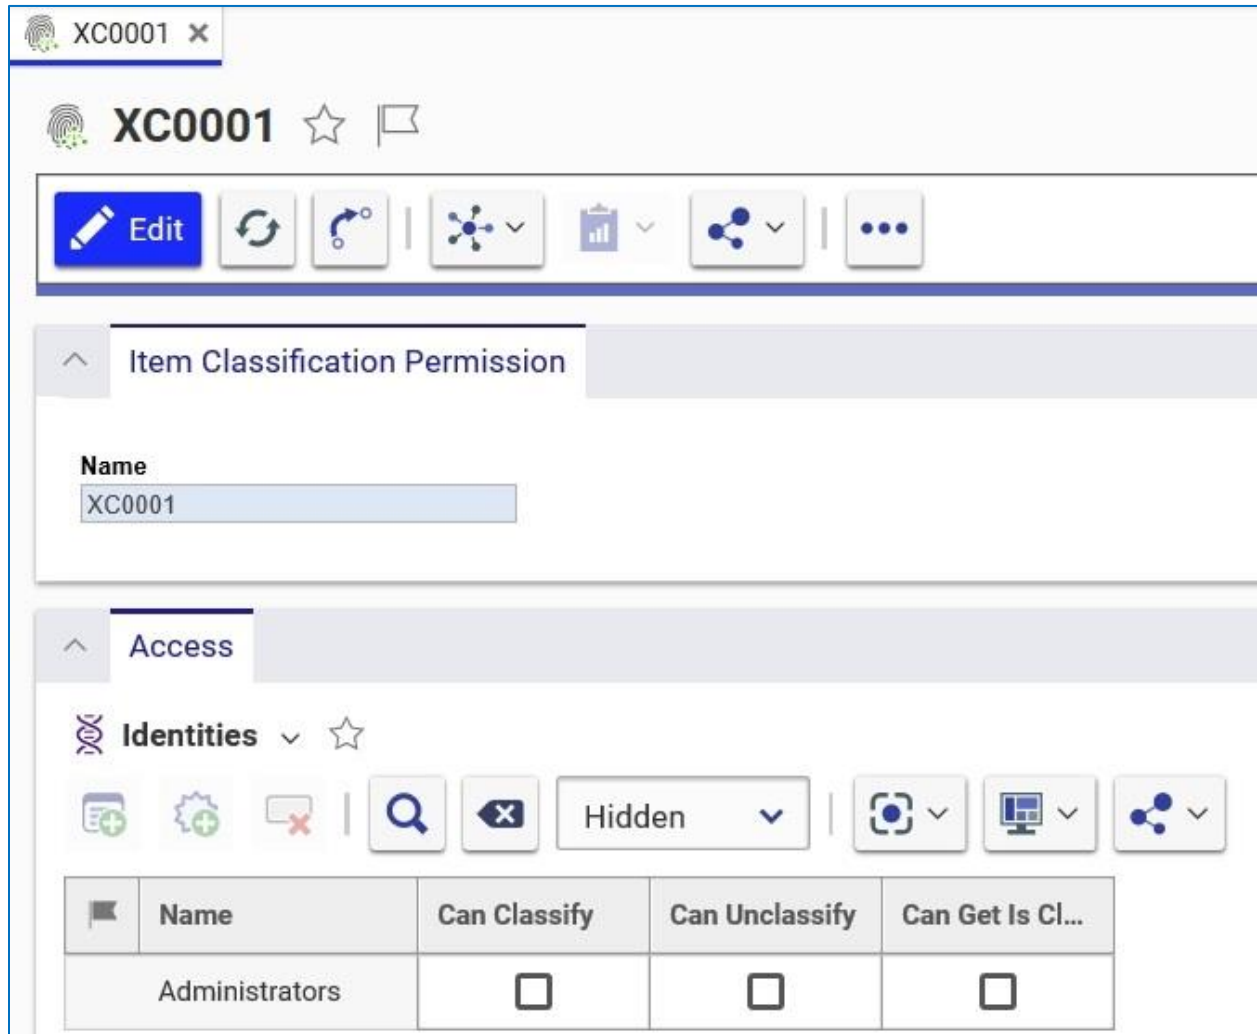 XC0001
XC0001
Edit
Item Classification Permission
Name
XC0001
Access
Identities
Hidden
Name Can Classify Can Unclassify Can Get Is Cl...
Administrators